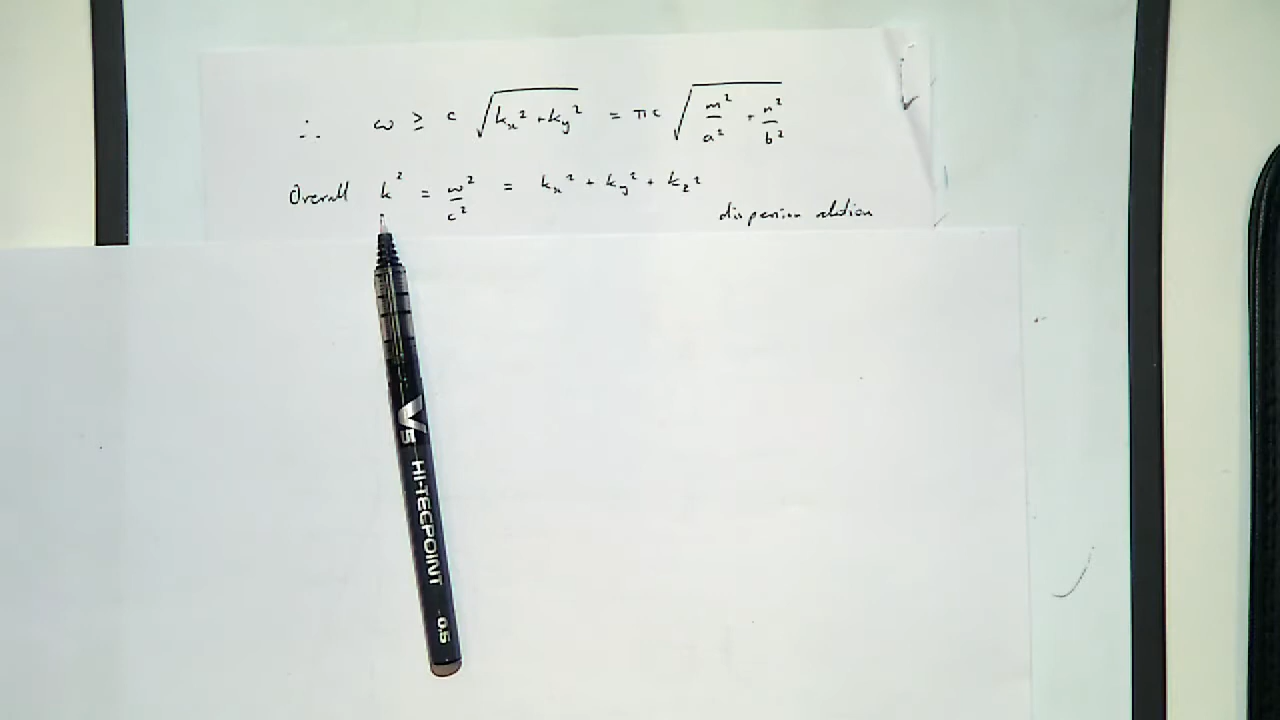 ∴ ω ≥ c √(kx² + ky²) = πc √(m²/a² + n²/b²)
Overall k² = ω²/c² = kx² + ky² + kz²
dispersion relation
V5 HI-TECPOINT 0.5